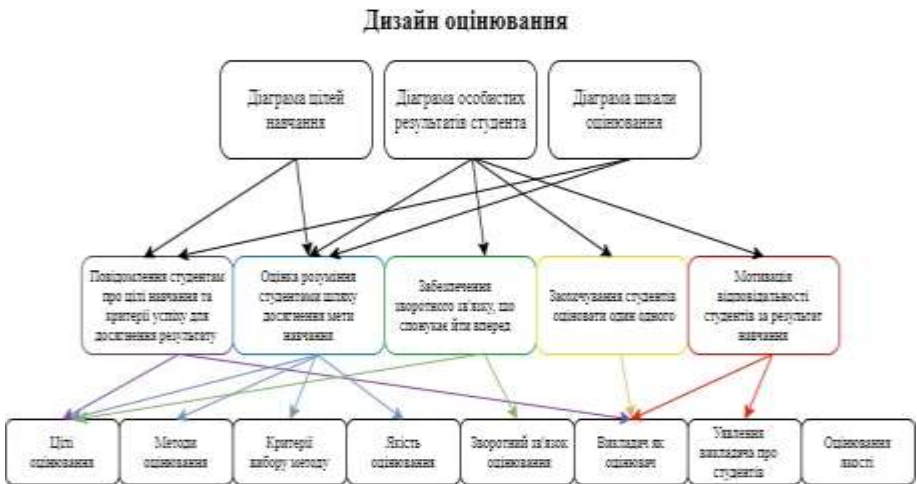 Дизайн оцінювання
Діаграма цілей
навчання
Діаграма особистих
результатів студента
Діаграма шкали
оцінювання
Повідомлення студентам
про цілі навчання та
критерії успіху для
досягнення результату
Оцінка розуміння
студентами шляху
досягнення мети
навчання
Забезпечення
зворотного зв'язку, що
спонукає йти вперед
Заохочування студентів
оцінювати один одного
Мотивація
відповідальності
студентів за результат
навчання
Цілі
оцінювання
Методи
оцінювання
Критерії
вибору методу
Якість
оцінювання
Зворотний зв'язок
оцінювання
Викладач як
оцінювач
Уявлення
викладача про
студентів
Оцінювання
якості